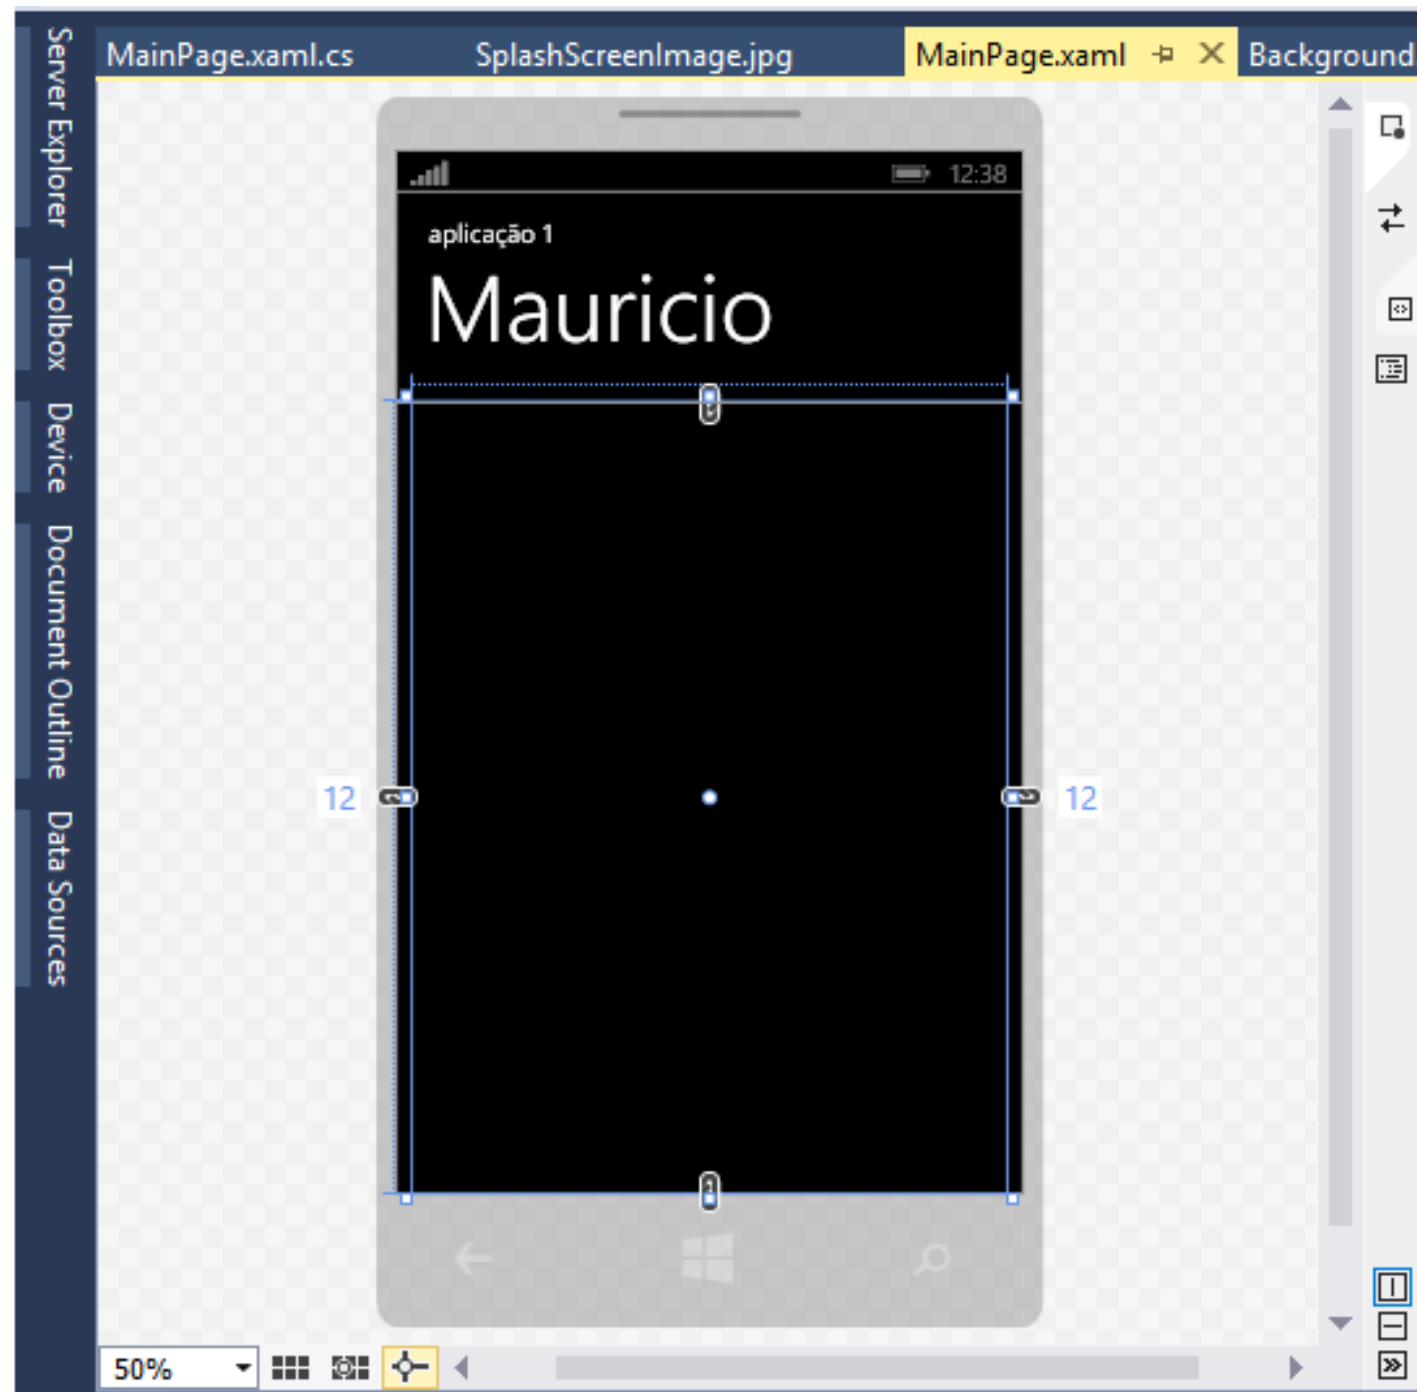 MainPage.xaml.cs SplashScreenImage.jpg MainPage.xaml Background
Server Explorer
Toolbox
Device
Document Outline
Data Sources
12:38
aplicação 1
Mauricio
12 12
50%